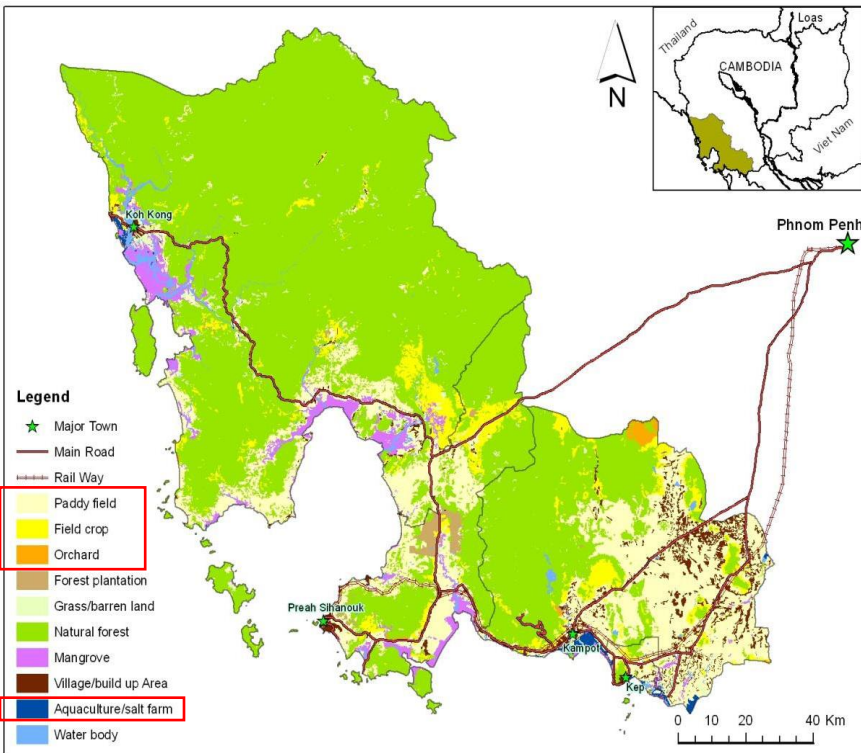 Thailand
Loas
CAMBODIA
Viet Nam
N
Phnom Penh
Koh Kong
Preah Sihanouk
Kampot
Kep
Legend
Major Town
Main Road
Rail Way
Paddy field
Field crop
Orchard
Forest plantation
Grass/barren land
Natural forest
Mangrove
Village/build up Area
Aquaculture/salt farm
Water body
0 10 20 40 Km